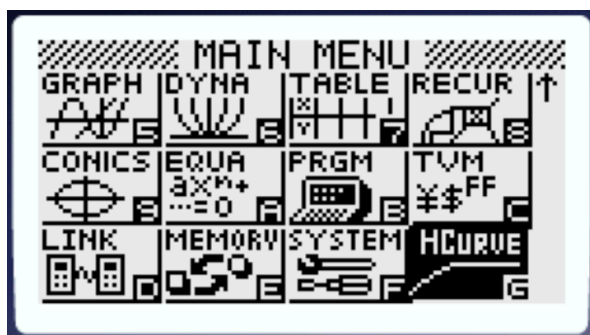 MAIN MENU
GRAPH DYNA TABLE RECUR ↑
X
Y
5 6 7 8
CONICS EQUA PRGM TVM
aXⁿ+
…=0 ¥$FF
9 A B C
LINK MEMORY SYSTEM HCURVE
D E F G